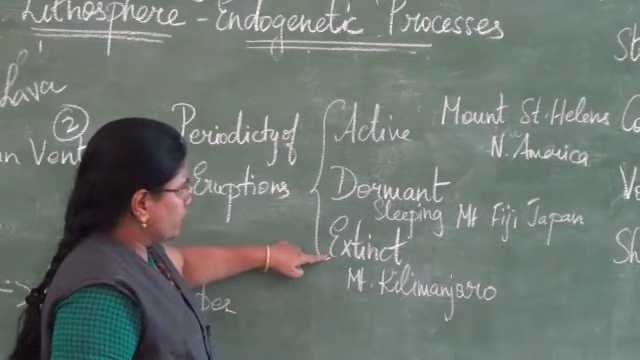 Lithosphere - Endogenetic Processes
Lava
②
Vent
Periodicty of
Eruptions
Active
Mount St. Helens
N. America
Dormant
Sleeping Mt Fiji Japan
Extinct
Mt. Kilimanjaro